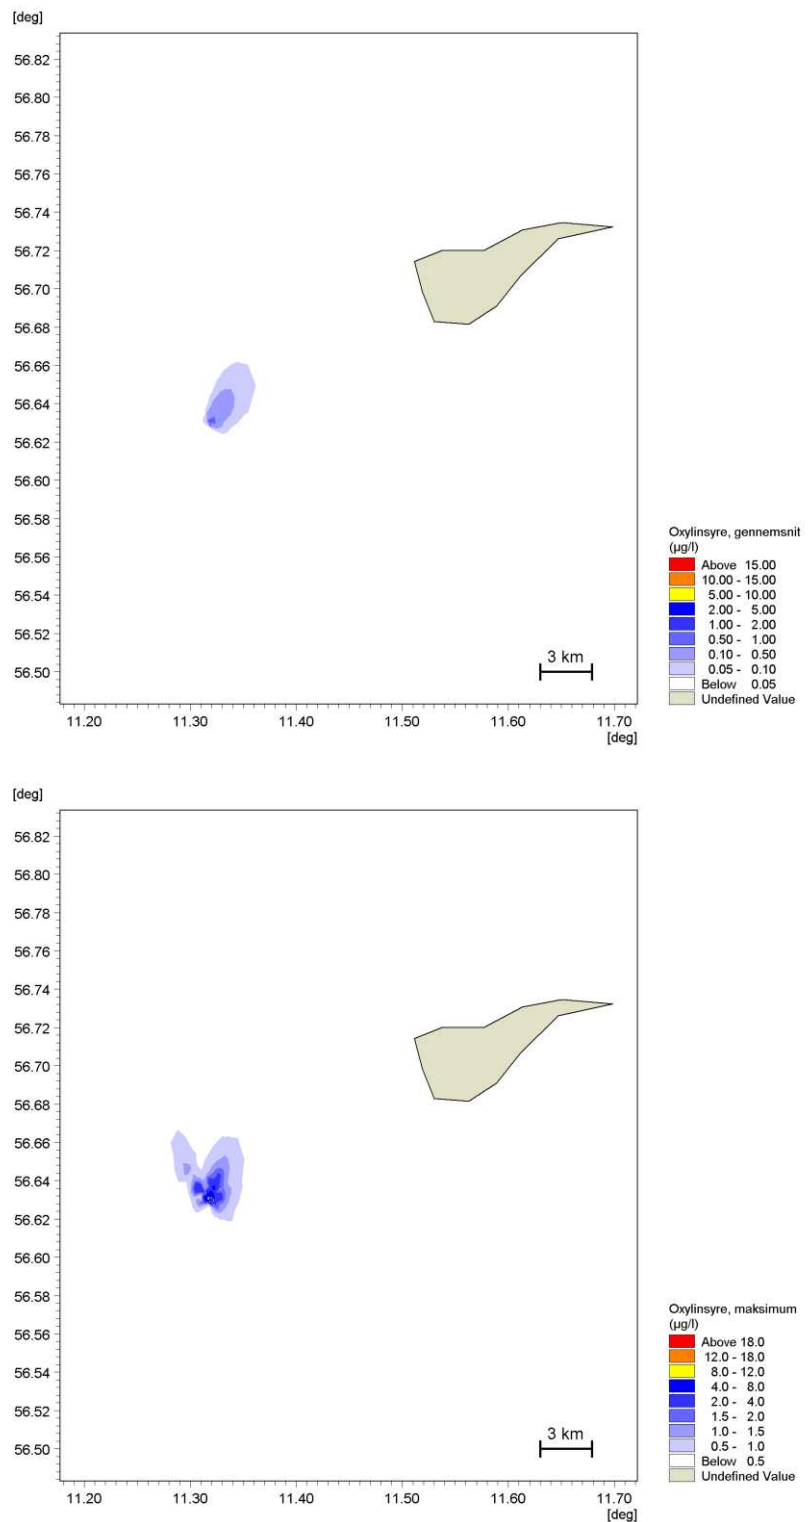 [deg]
56.82
56.80
56.78
56.76
56.74
56.72
56.70
56.68
56.66
56.64
56.62
56.60
56.58
56.56
56.54
56.52
56.50
3 km
11.20 11.30 11.40 11.50 11.60 11.70
[deg]
Oxylinsyre, gennemsnit
(µg/l)
Above 15.00
10.00 - 15.00
5.00 - 10.00
2.00 - 5.00
1.00 - 2.00
0.50 - 1.00
0.10 - 0.50
0.05 - 0.10
Below 0.05
Undefined Value
[deg]
56.82
56.80
56.78
56.76
56.74
56.72
56.70
56.68
56.66
56.64
56.62
56.60
56.58
56.56
56.54
56.52
56.50
3 km
11.20 11.30 11.40 11.50 11.60 11.70
[deg]
Oxylinsyre, maksimum
(µg/l)
Above 18.0
12.0 - 18.0
8.0 - 12.0
4.0 - 8.0
2.0 - 4.0
1.5 - 2.0
1.0 - 1.5
0.5 - 1.0
Below 0.5
Undefined Value